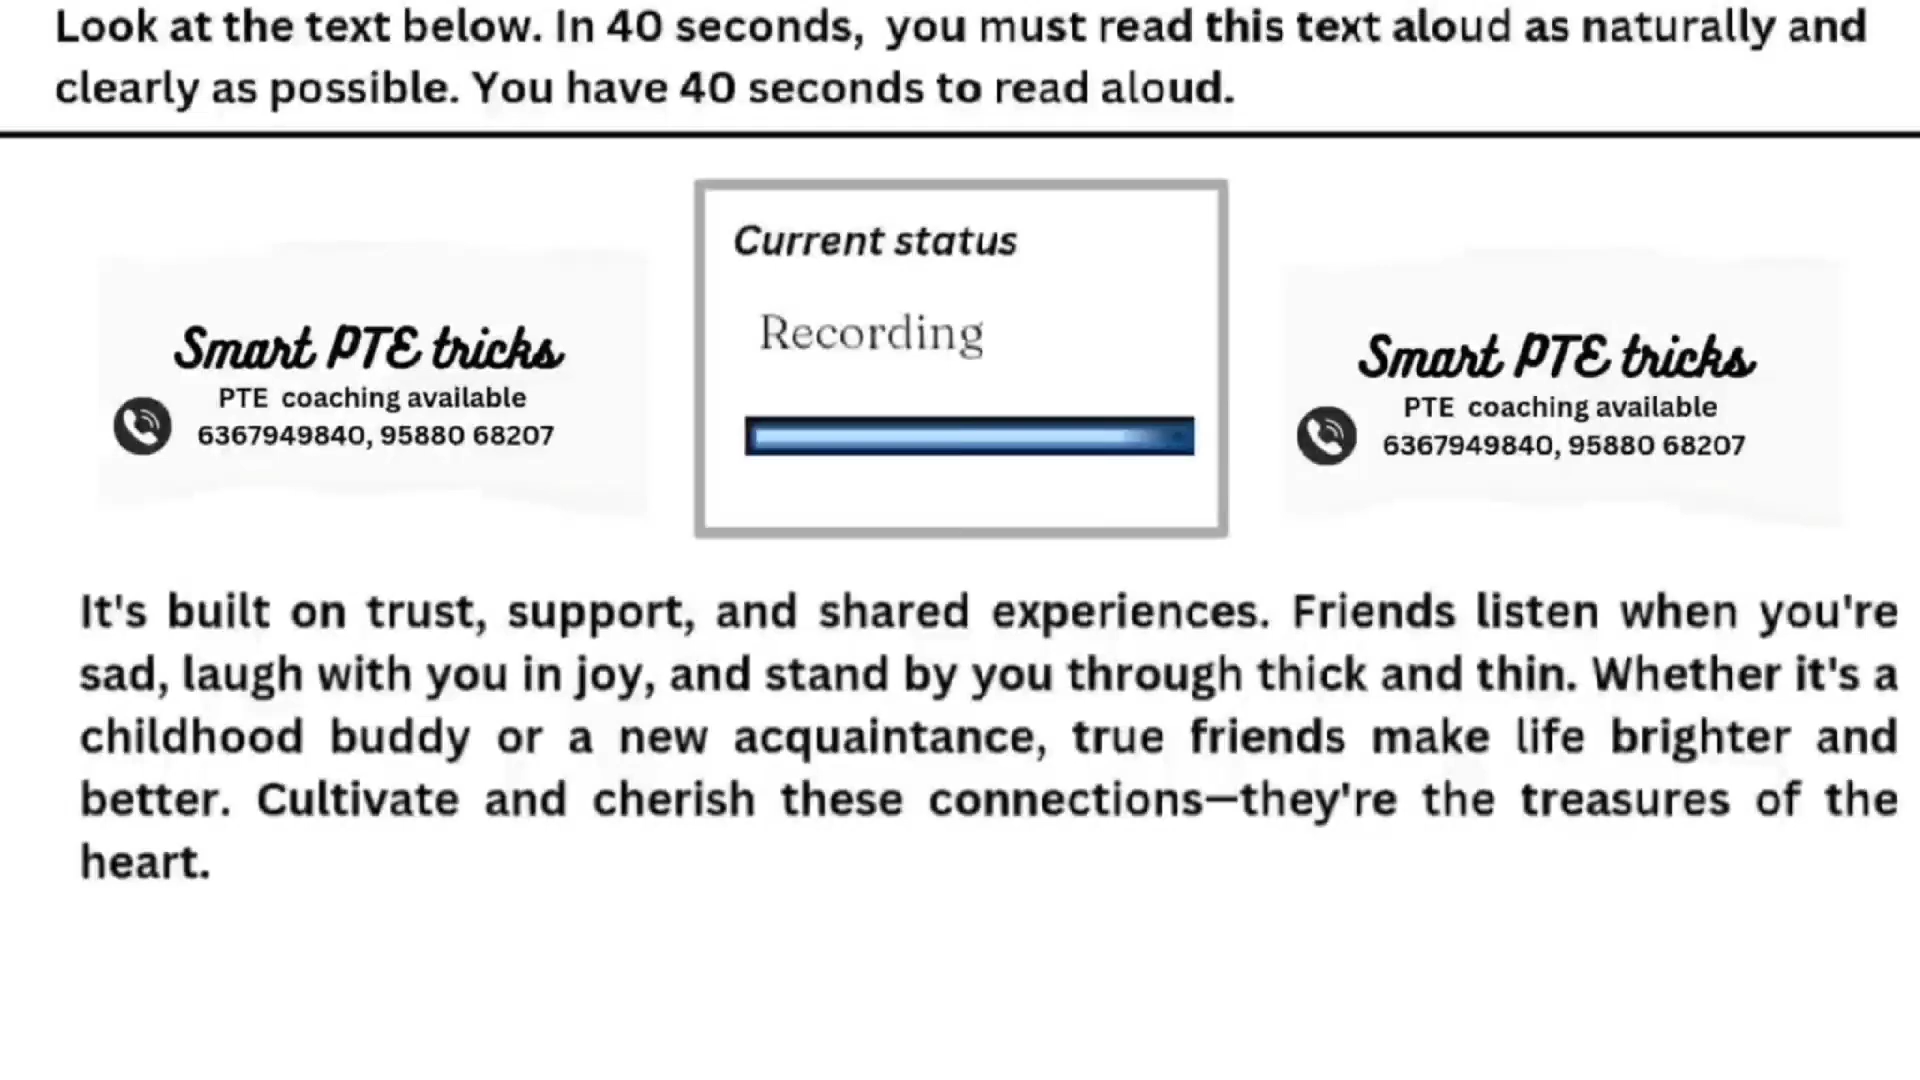 Look at the text below. In 40 seconds, you must read this text aloud as naturally and
clearly as possible. You have 40 seconds to read aloud.
Current status
Recording
Smart PTE tricks
PTE coaching available
6367949840, 95880 68207
Smart PTE tricks
PTE coaching available
6367949840, 95880 68207
It's built on trust, support, and shared experiences. Friends listen when you're
sad, laugh with you in joy, and stand by you through thick and thin. Whether it's a
childhood buddy or a new acquaintance, true friends make life brighter and
better. Cultivate and cherish these connections—they're the treasures of the
heart.